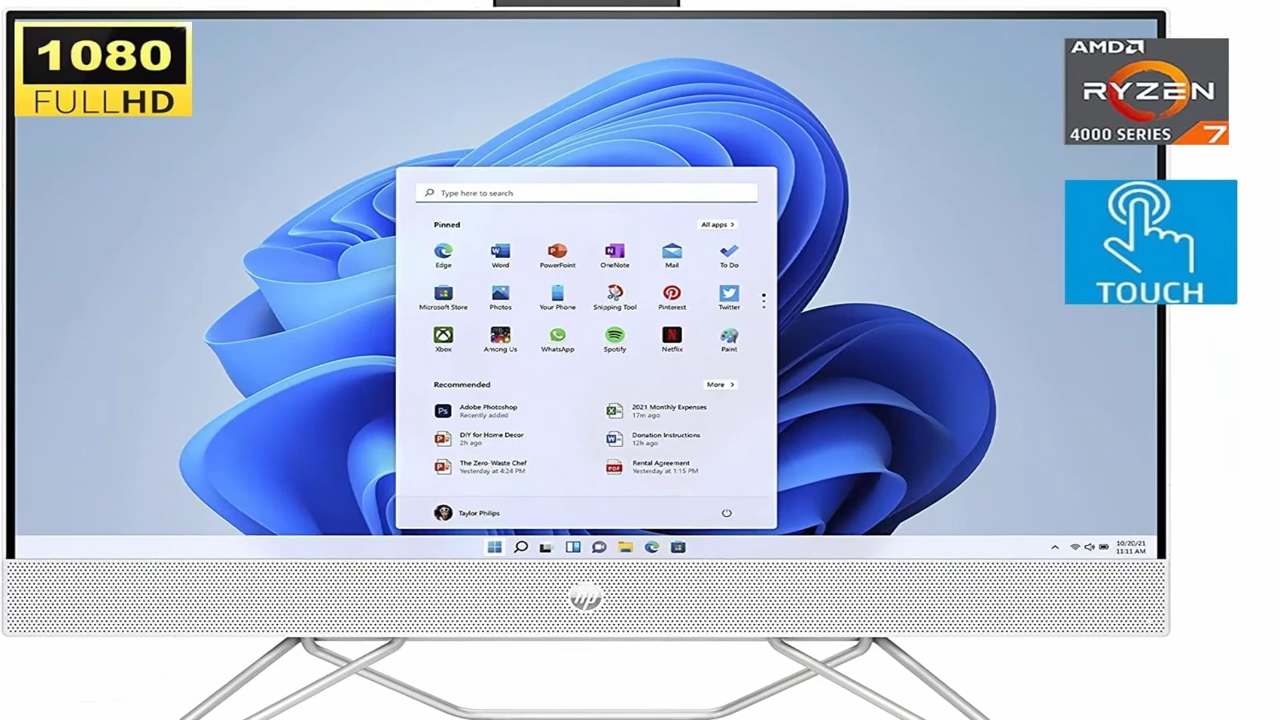 1080
FULLHD
AMD
RYZEN
4000 SERIES 7
TOUCH
Type here to search
Pinned
All apps >
Edge
Word
PowerPoint
OneNote
Mail
To Do
Microsoft Store
Photos
Your Phone
Snipping Tool
Pinterest
Twitter
Xbox
Among Us
WhatsApp
Spotify
Netflix
Paint
Recommended
More >
Adobe Photoshop
Recently added
2021 Monthly Expenses
17m ago
DIY for Home Decor
2h ago
Donation Instructions
12h ago
The Zero-Waste Chef
Yesterday at 4:24 PM
Rental Agreement
Yesterday at 1:15 PM
Taylor Philips
10/20/21
11:11 AM
hp